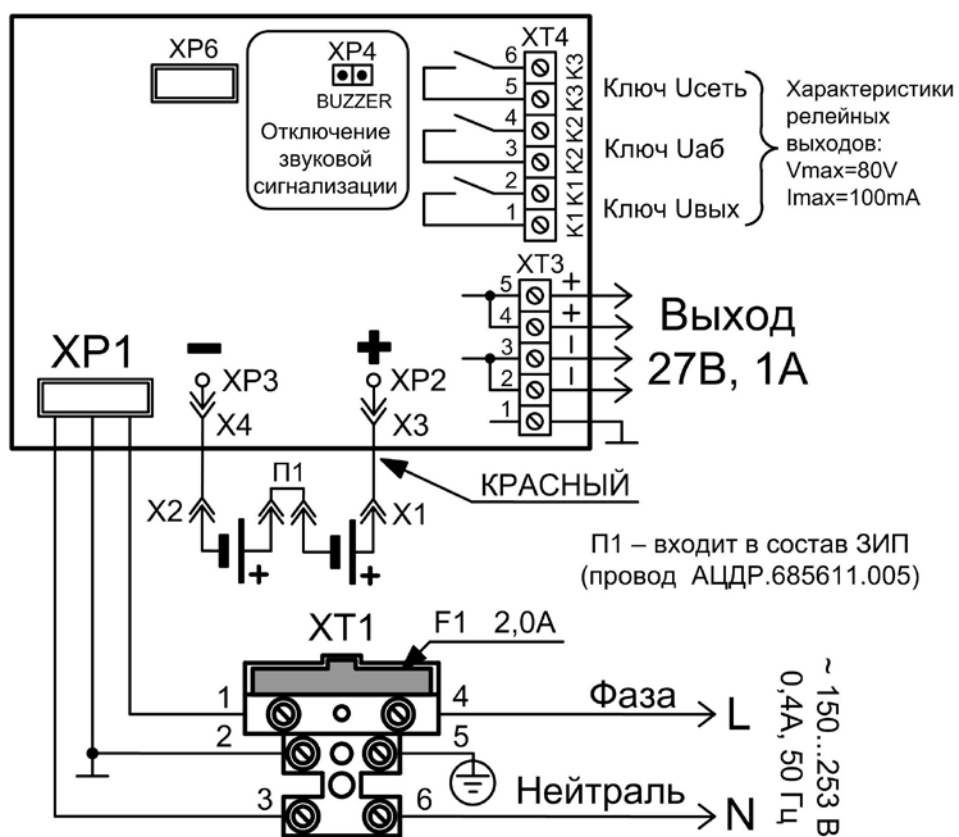 XP6
XP4
BUZZER
Отключение
звуковой
сигнализации
XT4
6 K3
5 K3
4 K2
3 K2
2 K1
1 K1
Ключ Uсеть
Ключ Uаб
Ключ Uвых
Характеристики
релейных
выходов:
Vmax=80V
Imax=100mA
XT3
5 +
4 +
3 –
2 –
1
Выход
27В, 1А
XP1
– +
XP3 XP2
X4 X3
П1
КРАСНЫЙ
X2 X1
+ +
П1 – входит в состав ЗИП
(провод АЦДР.685611.005)
XT1
F1 2,0А
1 4
Фаза
L
2 5
3 6
Нейтраль
N
~ 150...253 В
0,4А, 50 Гц